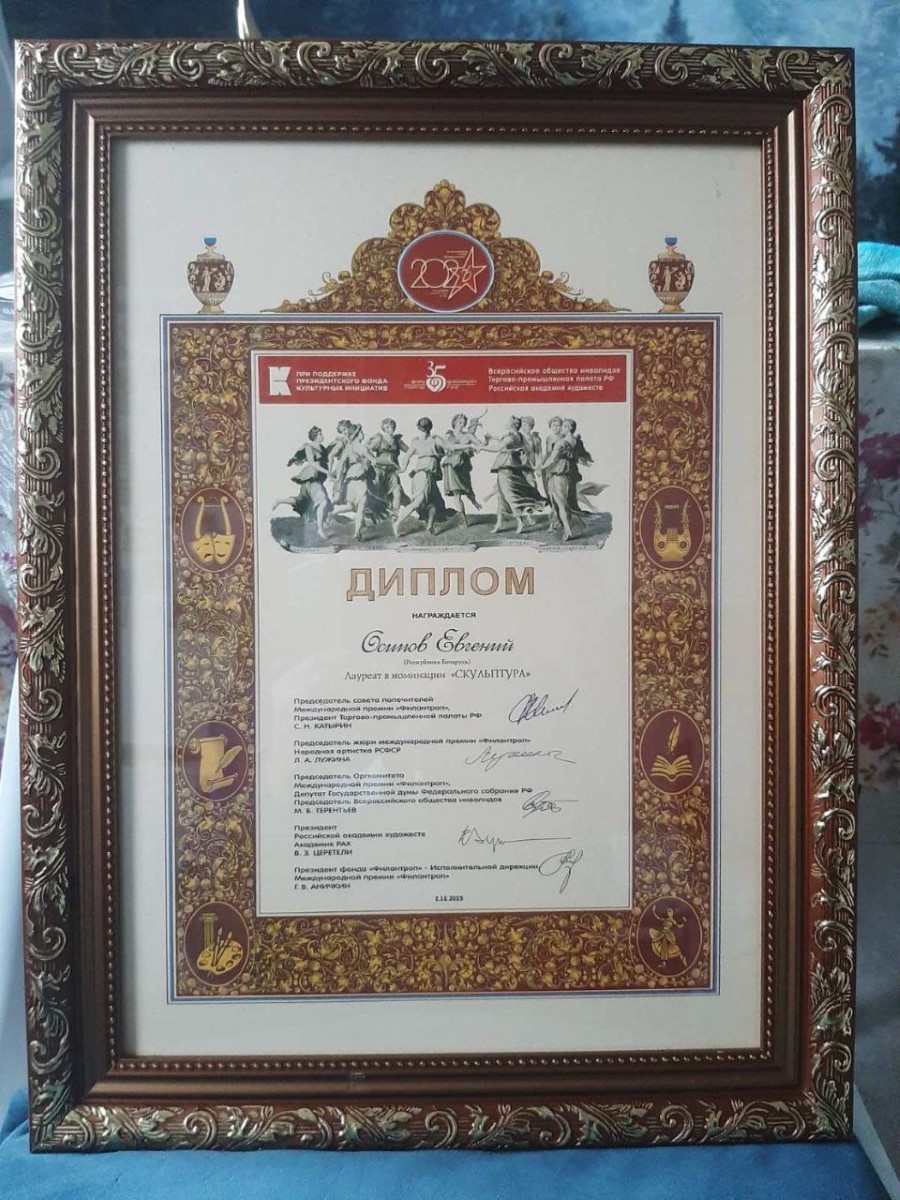 ПРИ ПОДДЕРЖКЕ
ПРЕЗИДЕНТСКОГО ФОНДА
КУЛЬТУРНЫХ ИНИЦИАТИВ
35
Всероссийское общество инвалидов
Торгово-промышленная палата РФ
Российская академия художеств
ДИПЛОМ
НАГРАЖДАЕТСЯ
Осипов Евгений
(Республика Беларусь)
Лауреат в номинации «СКУЛЬПТУРА»
Председатель совета попечителей
Международной премии «Филантроп»,
Президент Торгово-промышленной палаты РФ
С. Н. КАТЫРИН
Председатель жюри международной премии «Филантроп»
Народная артистка РСФСР
Л. А. ЛУЖИНА
Председатель Оргкомитета
Международной премии «Филантроп»,
Депутат Государственной думы Федерального собрания РФ
Председатель Всероссийского общества инвалидов
М. Б. ТЕРЕНТЬЕВ
Президент
Российской академии художеств
Академик РАХ
В. З. ЦЕРЕТЕЛИ
Президент фонда «Филантроп» - Исполнительной дирекции
Международной премии «Филантроп»
Г. В. АНИЧКИН
2.12.2023